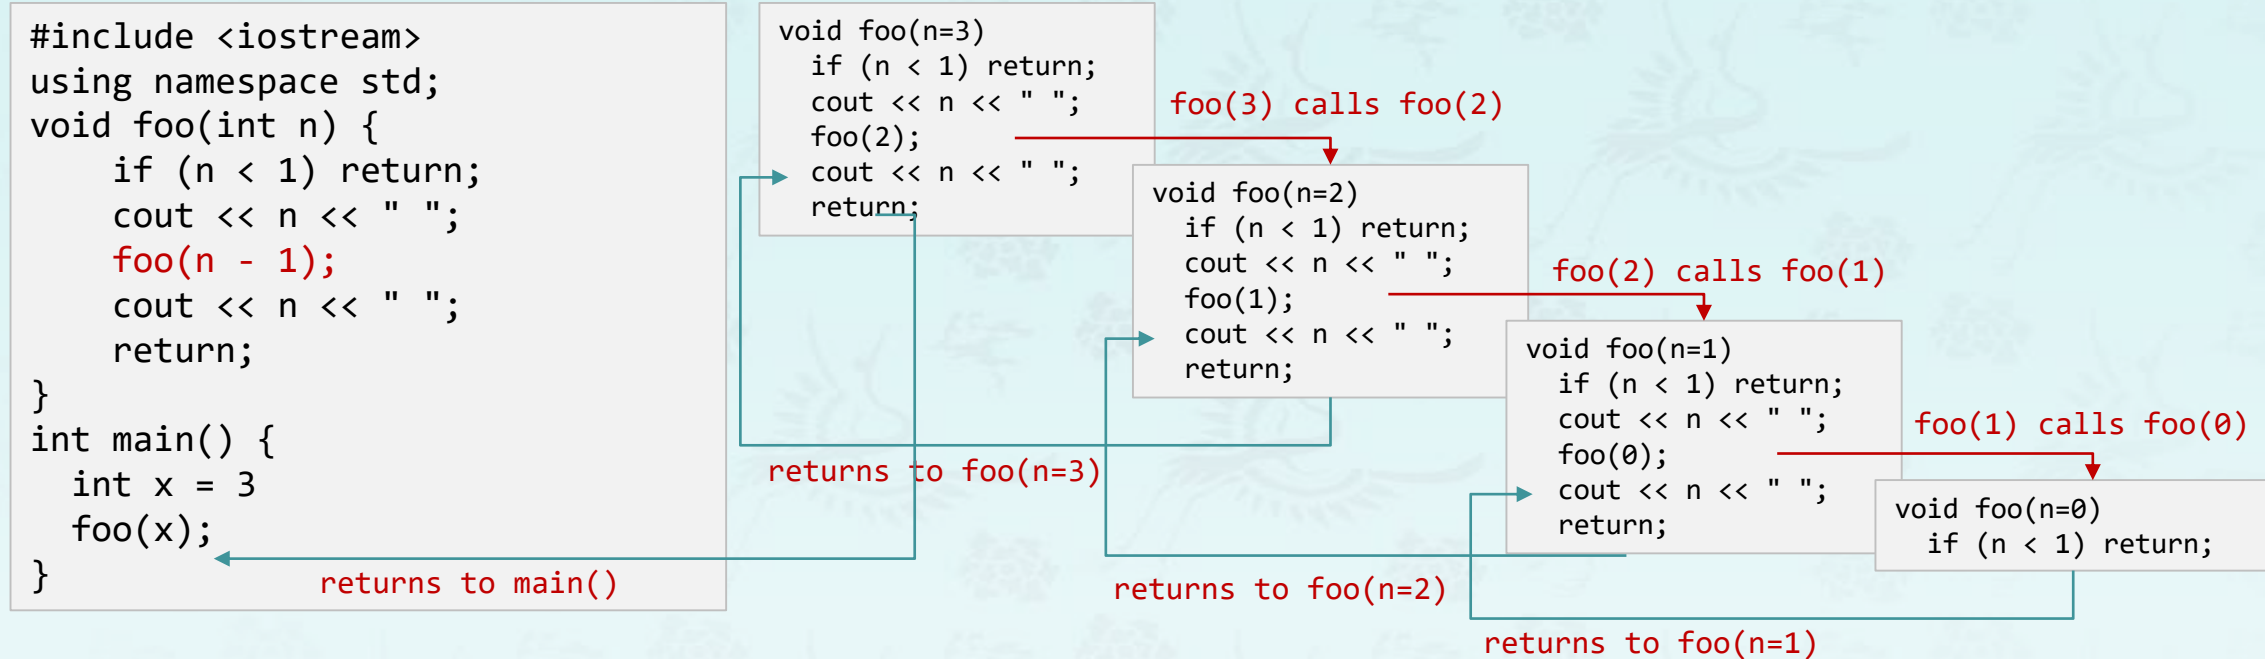 #include <iostream>
using namespace std;
void foo(int n) {
    if (n < 1) return;
    cout << n << " ";
    foo(n - 1);
    cout << n << " ";
    return;
}
int main() {
  int x = 3
  foo(x);
}
returns to main()
void foo(n=3)
  if (n < 1) return;
  cout << n << " ";
  foo(2);
  cout << n << " ";
  return;
foo(3) calls foo(2)
returns to foo(n=3)
void foo(n=2)
  if (n < 1) return;
  cout << n << " ";
  foo(1);
  cout << n << " ";
  return;
foo(2) calls foo(1)
returns to foo(n=2)
void foo(n=1)
  if (n < 1) return;
  cout << n << " ";
  foo(0);
  cout << n << " ";
  return;
foo(1) calls foo(0)
void foo(n=0)
  if (n < 1) return;
returns to foo(n=1)